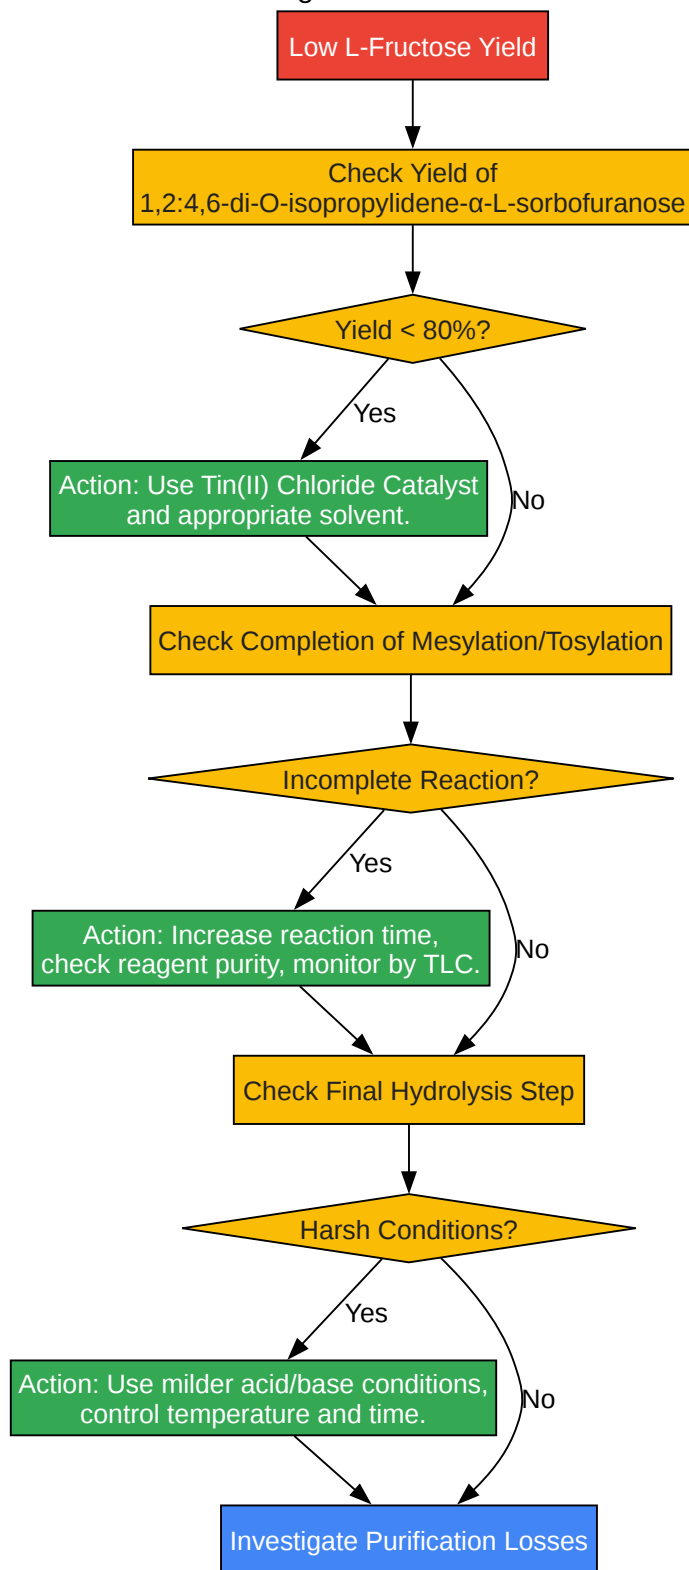 Low L-Fructose Yield
Check Yield of
1,2:4,6-di-O-isopropylidene-α-L-sorbofuranose
Yield < 80%?
Yes
Action: Use Tin(II) Chloride Catalyst
and appropriate solvent.
No
Check Completion of Mesylation/Tosylation
Incomplete Reaction?
Yes
Action: Increase reaction time,
check reagent purity, monitor by TLC.
No
Check Final Hydrolysis Step
Harsh Conditions?
Yes
Action: Use milder acid/base conditions,
control temperature and time.
No
Investigate Purification Losses